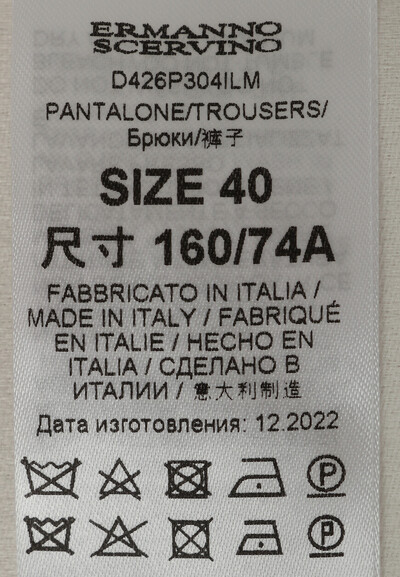 ERMANNO
SCERVINO
D426P304ILM
PANTALONE/TROUSERS/
Брюки/裤子
SIZE 40
尺寸 160/74A
FABBRICATO IN ITALIA /
MADE IN ITALY / FABRIQUÉ
EN ITALIE / HECHO EN
ITALIA / СДЕЛАНО В
ИТАЛИИ / 意大利制造
Дата изготовления: 12.2022
P
P